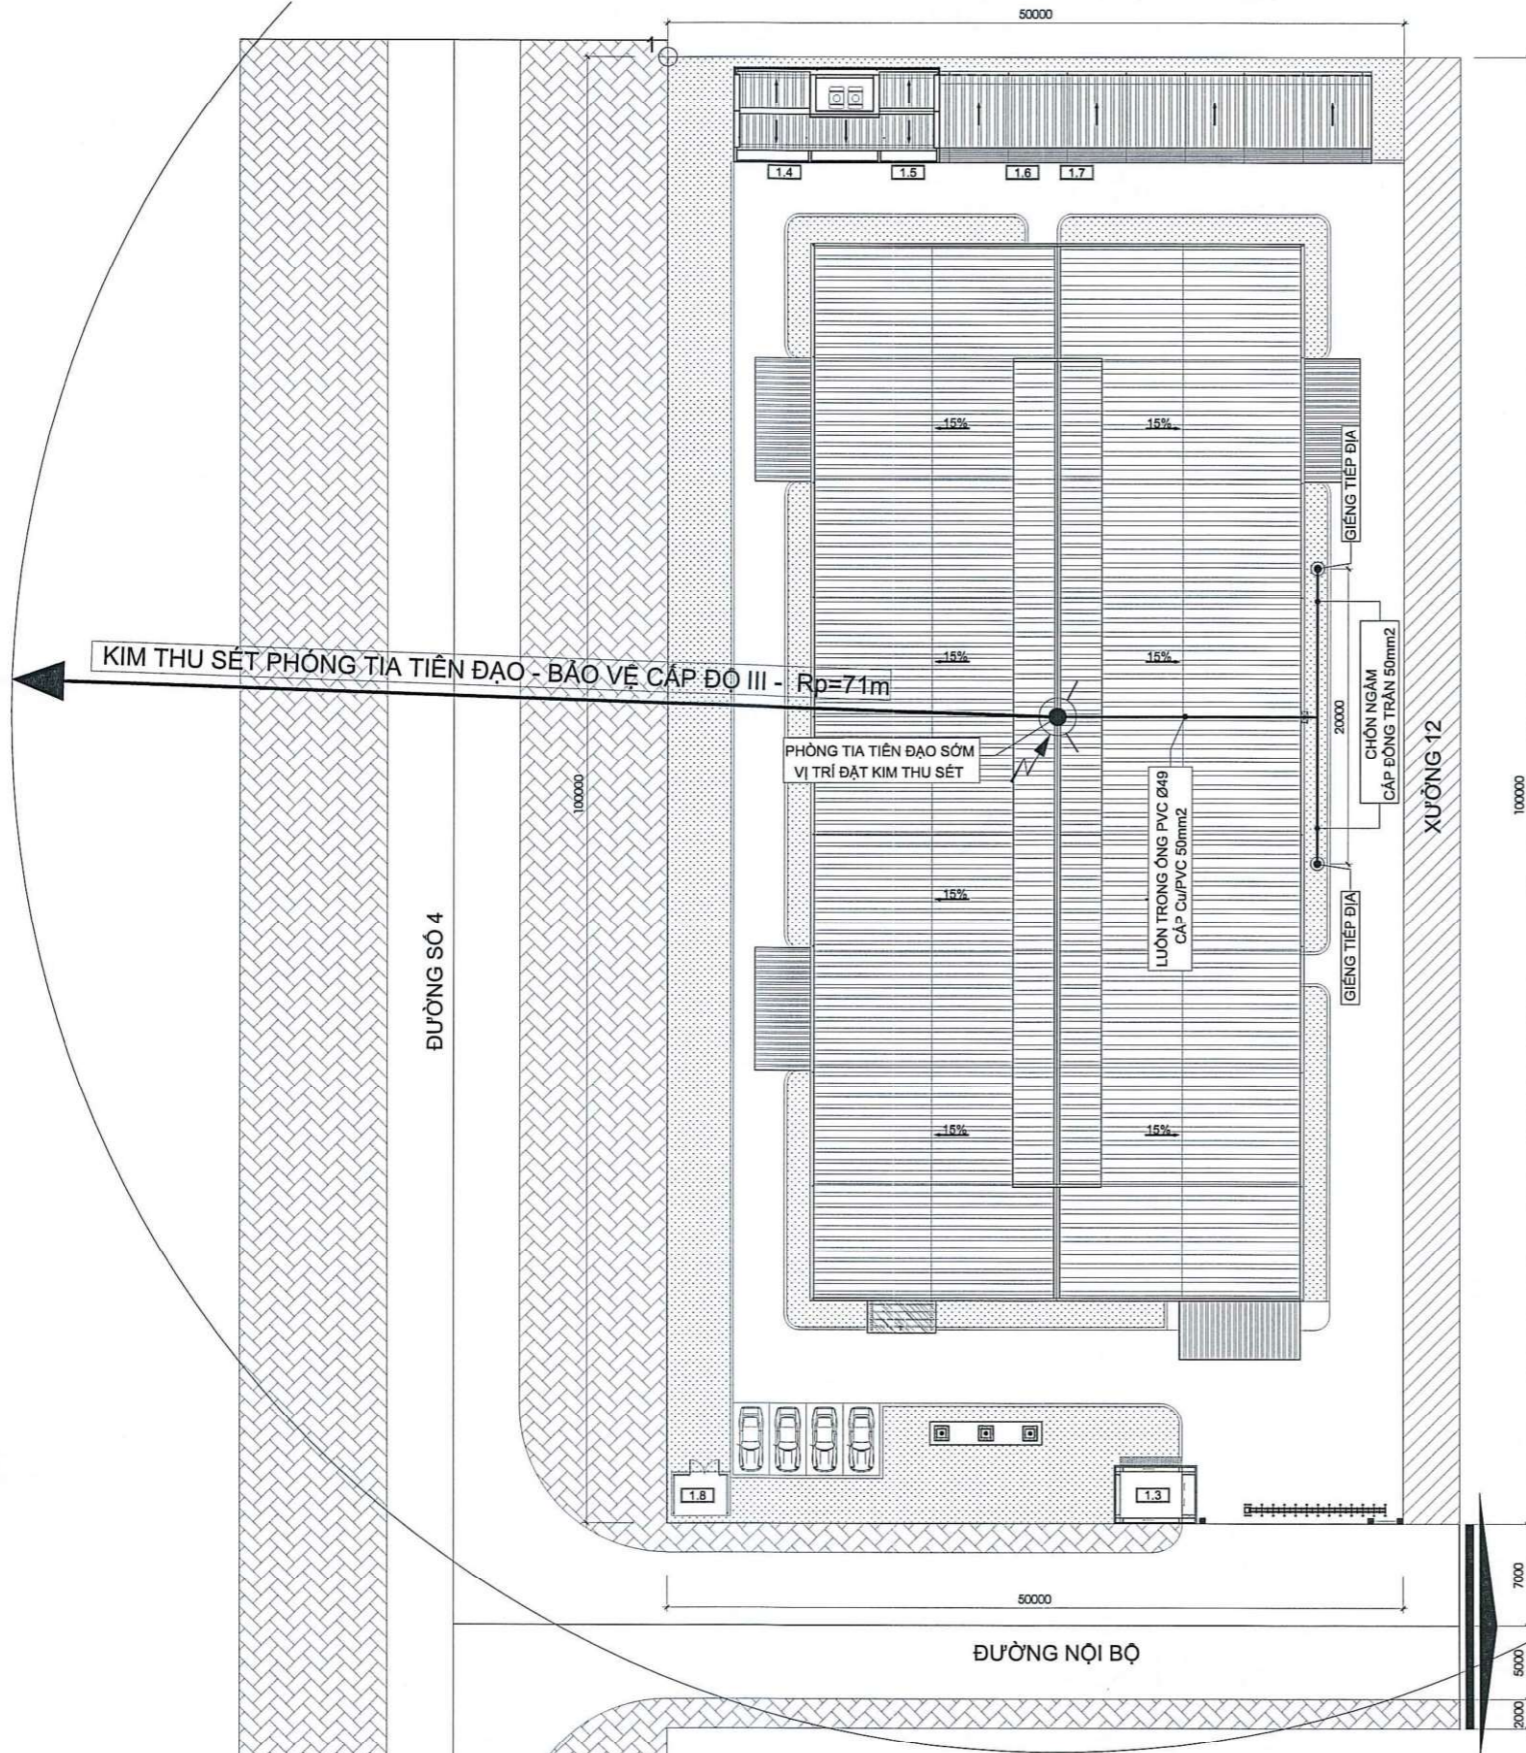 50000
1
1.4
1.5
1.6
1.7
15%
15%
GIẾNG TIẾP ĐỊA
KIM THU SÉT PHÓNG TIA TIÊN ĐẠO - BẢO VỆ CẤP ĐỘ III - Rp=71m
15%
15%
CHÔN NGẦM
CÁP ĐỒNG TRẦN 50mm2
20000
PHÓNG TIA TIÊN ĐẠO SỚM
VỊ TRÍ ĐẶT KIM THU SÉT
100000
XƯỞNG 12
100000
LUỒN TRONG ỐNG PVC Ø49
CÁP Cu/PVC 50mm2
15%
ĐƯỜNG SỐ 4
GIẾNG TIẾP ĐỊA
15%
15%
1.8
1.3
50000
7000
ĐƯỜNG NỘI BỘ
5000
2000